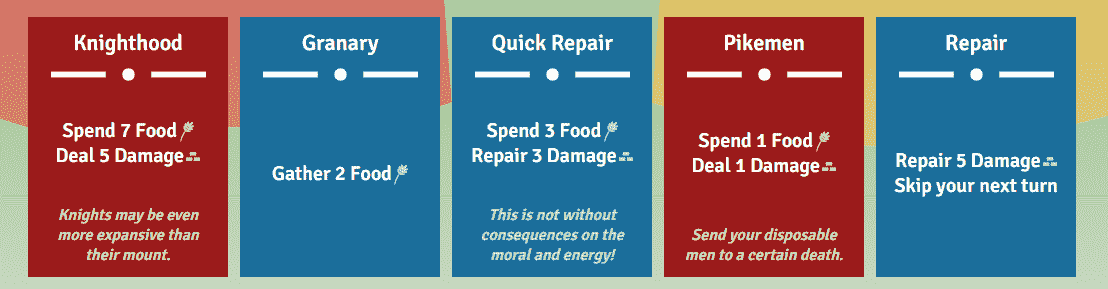 Knighthood
Spend 7 Food
Deal 5 Damage
Knights may be even
more expansive than
their mount.
Granary
Gather 2 Food
Quick Repair
Spend 3 Food
Repair 3 Damage
This is not without
consequences on the
moral and energy!
Pikemen
Spend 1 Food
Deal 1 Damage
Send your disposable
men to a certain death.
Repair
Repair 5 Damage
Skip your next turn